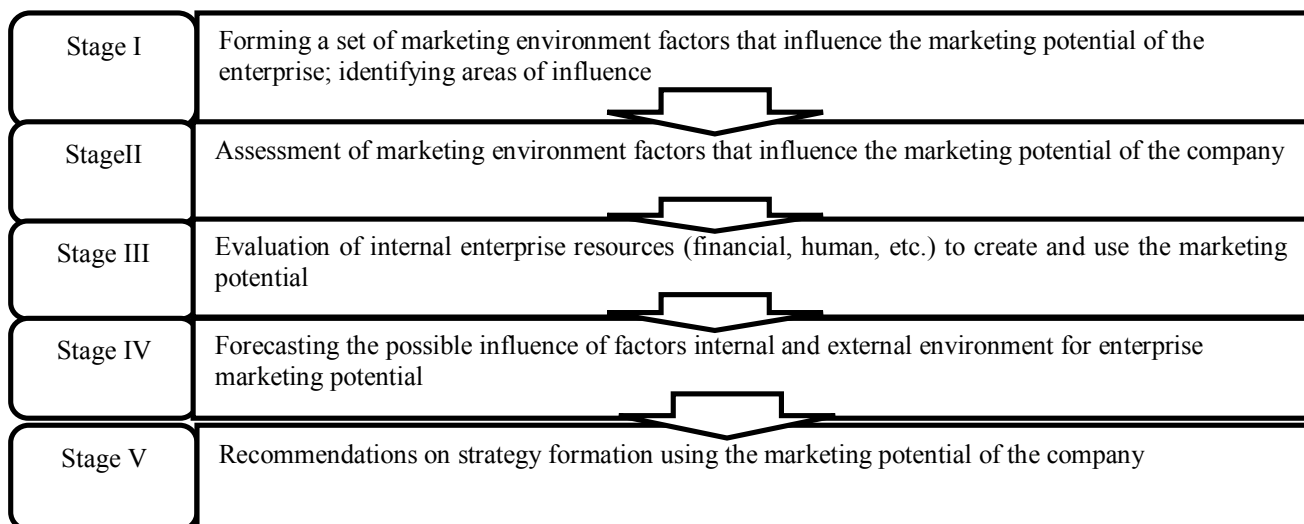 Stage I
Forming a set of marketing environment factors that influence the marketing potential of the
enterprise; identifying areas of influence
StageII
Assessment of marketing environment factors that influence the marketing potential of the company
Stage III
Evaluation of internal enterprise resources (financial, human, etc.) to create and use the marketing
potential
Stage IV
Forecasting the possible influence of factors internal and external environment for enterprise
marketing potential
Stage V
Recommendations on strategy formation using the marketing potential of the company